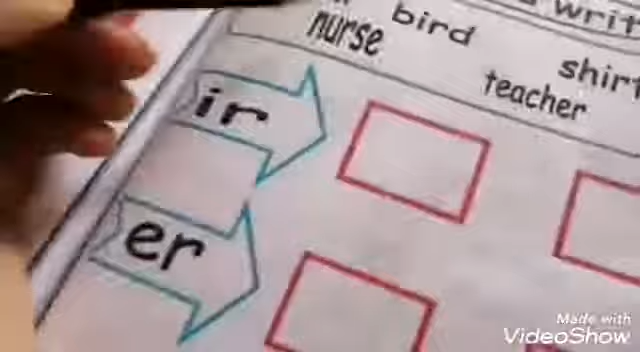 writ
bird
nurse
shirt
teacher
ir
er
Made with
VideoShow